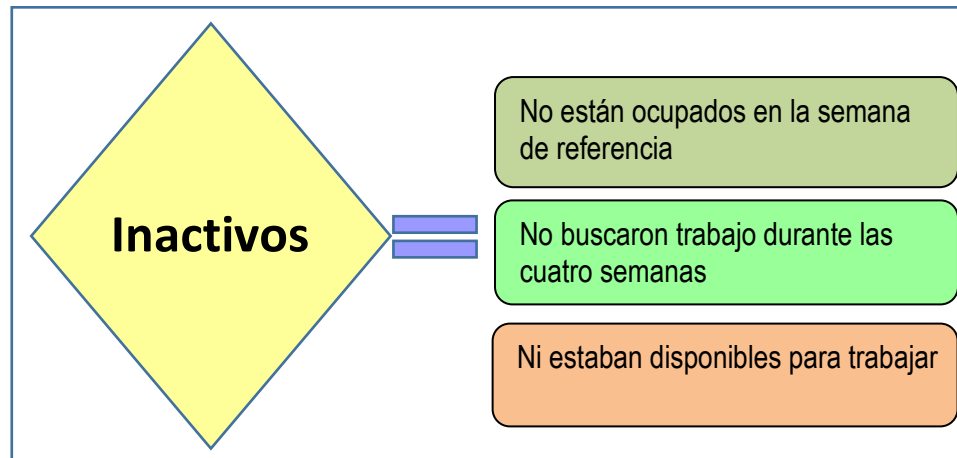 Inactivos
No están ocupados en la semana
de referencia
No buscaron trabajo durante las
cuatro semanas
Ni estaban disponibles para trabajar